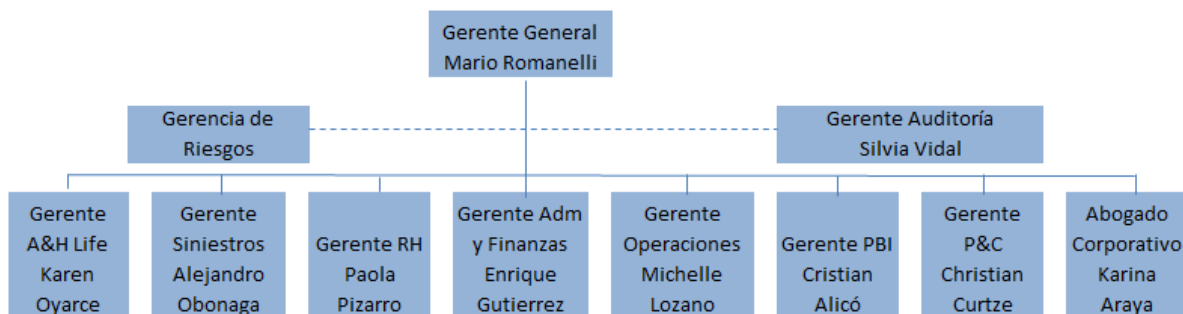 Gerente General
Mario Romanelli
Gerencia de
Riesgos
Gerente Auditoría
Silvia Vidal
Gerente
A&H Life
Karen
Oyarce
Gerente
Siniestros
Alejandro
Obonaga
Gerente RH
Paola
Pizarro
Gerente Adm
y Finanzas
Enrique
Gutierrez
Gerente
Operaciones
Michelle
Lozano
Gerente PBI
Cristian
Alicó
Gerente
P&C
Christian
Curtze
Abogado
Corporativo
Karina
Araya